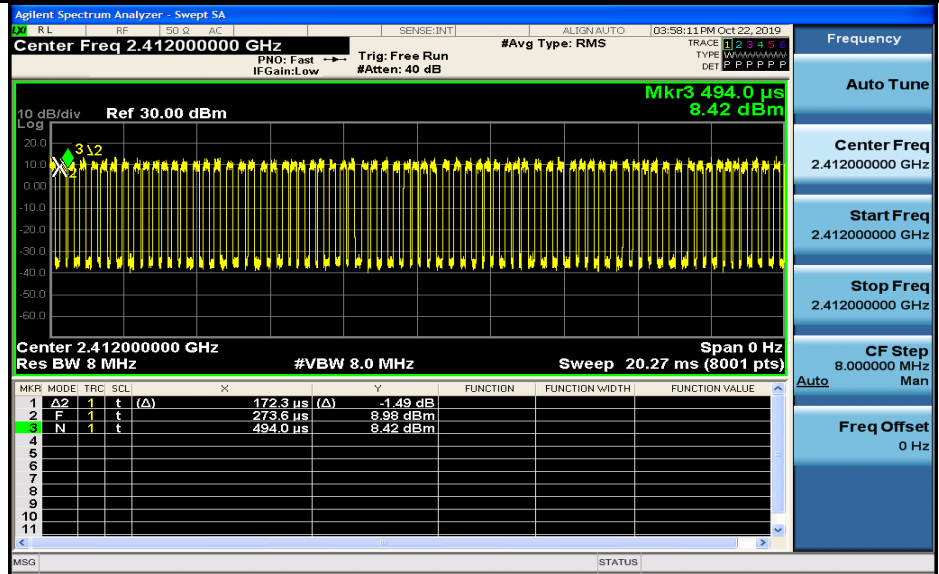 Agilent Spectrum Analyzer - Swept SA
LXI RL RF 50 Ω AC SENSE:INT ALIGN AUTO 03:58:11 PM Oct 22, 2019
Center Freq 2.412000000 GHz
PNO: Fast
IFGain:Low
Trig: Free Run
#Atten: 40 dB
#Avg Type: RMS
TRACE 1 2 3 4 5 6
TYPE WWWWWW
DET P P P P P P
Mkr3 494.0 µs
8.42 dBm
10 dB/div Ref 30.00 dBm
Log
20.0
10.0
0.00
-10.0
-20.0
-30.0
-40.0
-50.0
-60.0
3 1Δ2
2
Center 2.412000000 GHz Span 0 Hz
Res BW 8 MHz #VBW 8.0 MHz Sweep 20.27 ms (8001 pts)
MKR MODE TRC SCL X Y FUNCTION FUNCTION WIDTH FUNCTION VALUE
1 Δ2 1 t (Δ) 172.3 µs (Δ) -1.49 dB
2 F 1 t 273.6 µs 8.98 dBm
3 N 1 t 494.0 µs 8.42 dBm
4
5
6
7
8
9
10
11
MSG STATUS
Frequency
Auto Tune
Center Freq
2.412000000 GHz
Start Freq
2.412000000 GHz
Stop Freq
2.412000000 GHz
CF Step
8.000000 MHz
Auto Man
Freq Offset
0 Hz